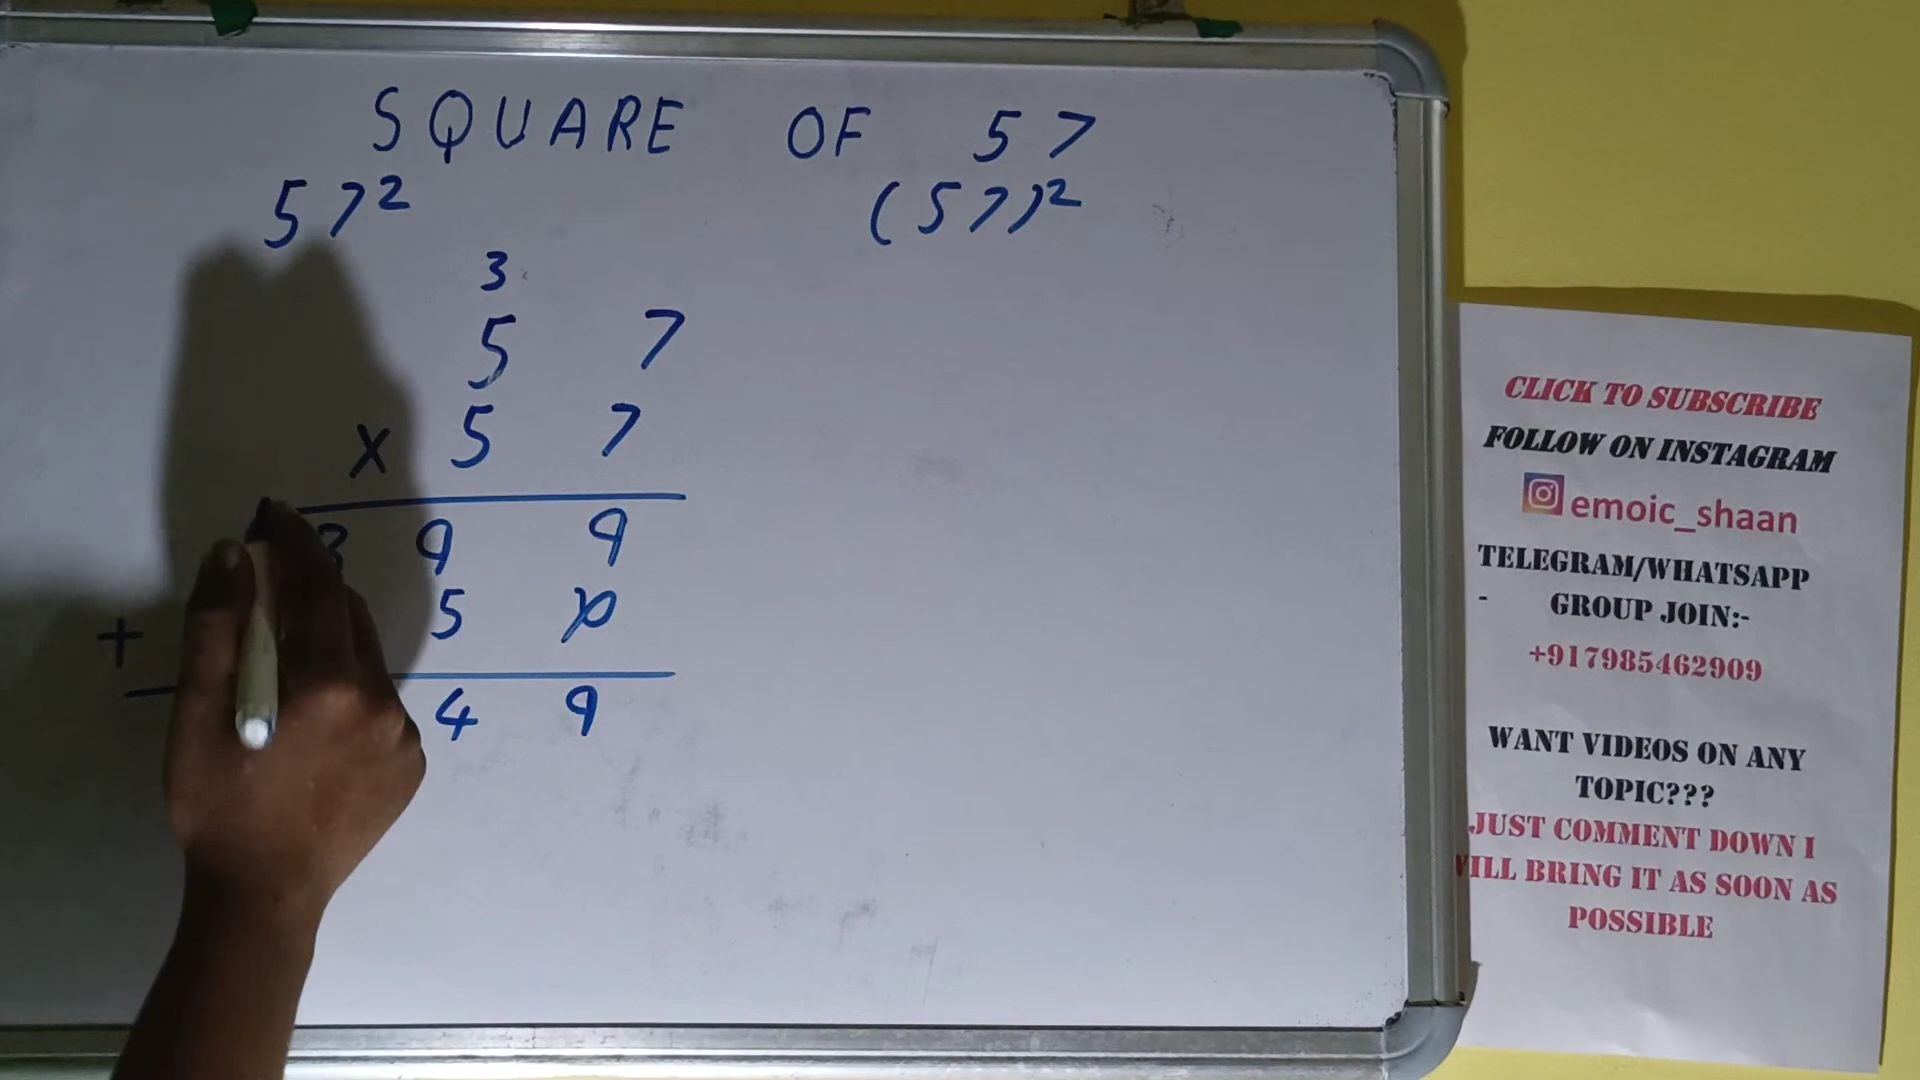 SQUARE OF 57
57² (57)²
3
5 7
× 5 7
3 9 9
+ 5 0
4 9
CLICK TO SUBSCRIBE
FOLLOW ON INSTAGRAM
emoic_shaan
TELEGRAM/WHATSAPP
- GROUP JOIN:-
+917985462909
WANT VIDEOS ON ANY
TOPIC???
JUST COMMENT DOWN I
WILL BRING IT AS SOON AS
POSSIBLE